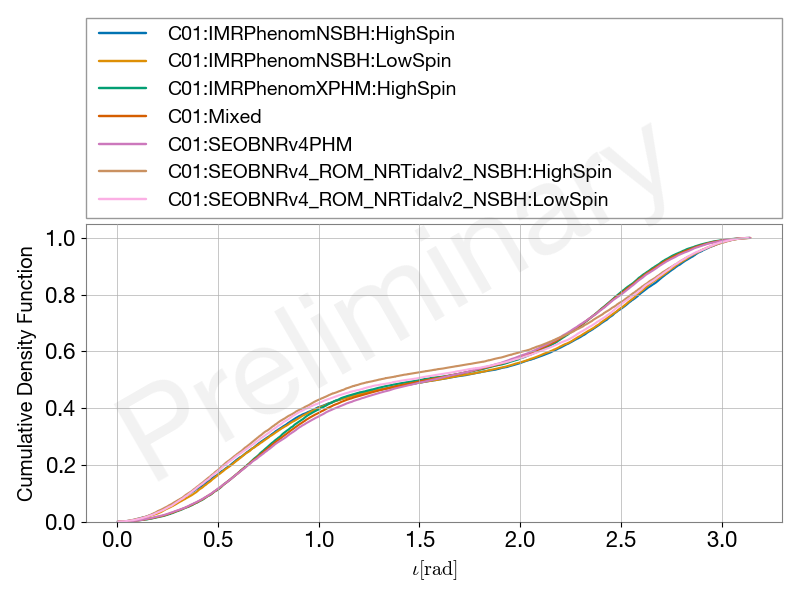 C01:IMRPhenomNSBH:HighSpin
C01:IMRPhenomNSBH:LowSpin
C01:IMRPhenomXPHM:HighSpin
C01:Mixed
C01:SEOBNRv4PHM
C01:SEOBNRv4_ROM_NRTidalv2_NSBH:HighSpin
C01:SEOBNRv4_ROM_NRTidalv2_NSBH:LowSpin
Preliminary
Cumulative Density Function
1.0
0.8
0.6
0.4
0.2
0.0
0.0 0.5 1.0 1.5 2.0 2.5 3.0
ι[rad]